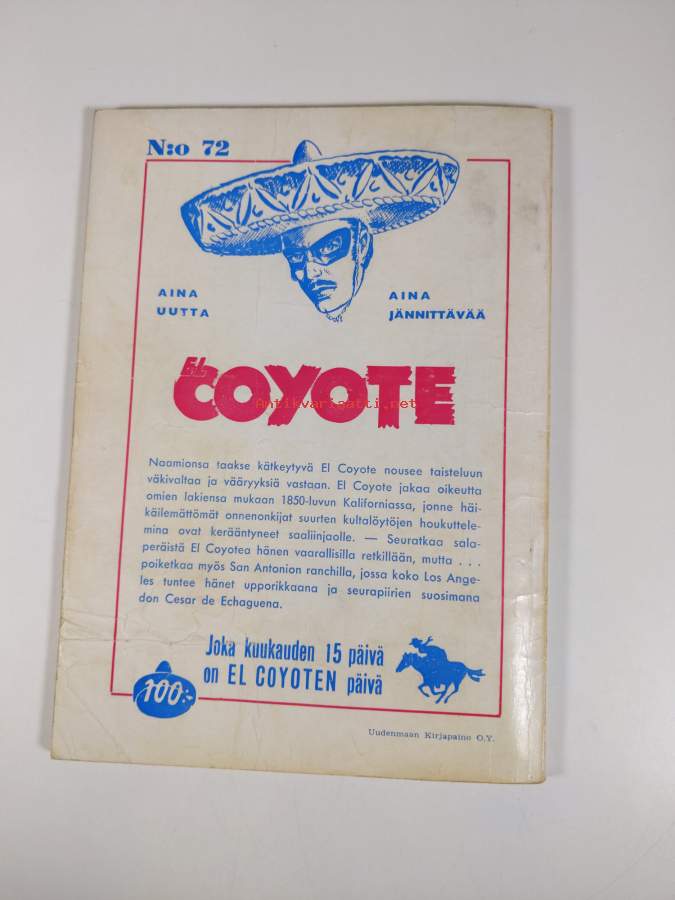 N:o 72
AINA
UUTTA
AINA
JÄNNITTÄVÄÄ
EL
COYOTE
Antikvariaatti.net
Naamionsa taakse kätkeytyvä El Coyote nousee taisteluun
väkivaltaa ja vääryyksiä vastaan. El Coyote jakaa oikeutta
omien lakiensa mukaan 1850-luvun Kaliforniassa, jonne häi-
käilemättömät onnenonkijat suurten kultalöytöjen houkuttele-
mina ovat kerääntyneet saaliinjaolle. — Seuratkaa sala-
peräistä El Coyotea hänen vaarallisilla retkillään, mutta . . .
poiketkaa myös San Antonion ranchilla, jossa koko Los Ange-
les tuntee hänet upporikkaana ja seurapiirien suosimana
don Cesar de Echaguena.
Joka kuukauden 15 päivä
on EL COYOTEN päivä
100:-
Uudenmaan Kirjapaino O.Y.